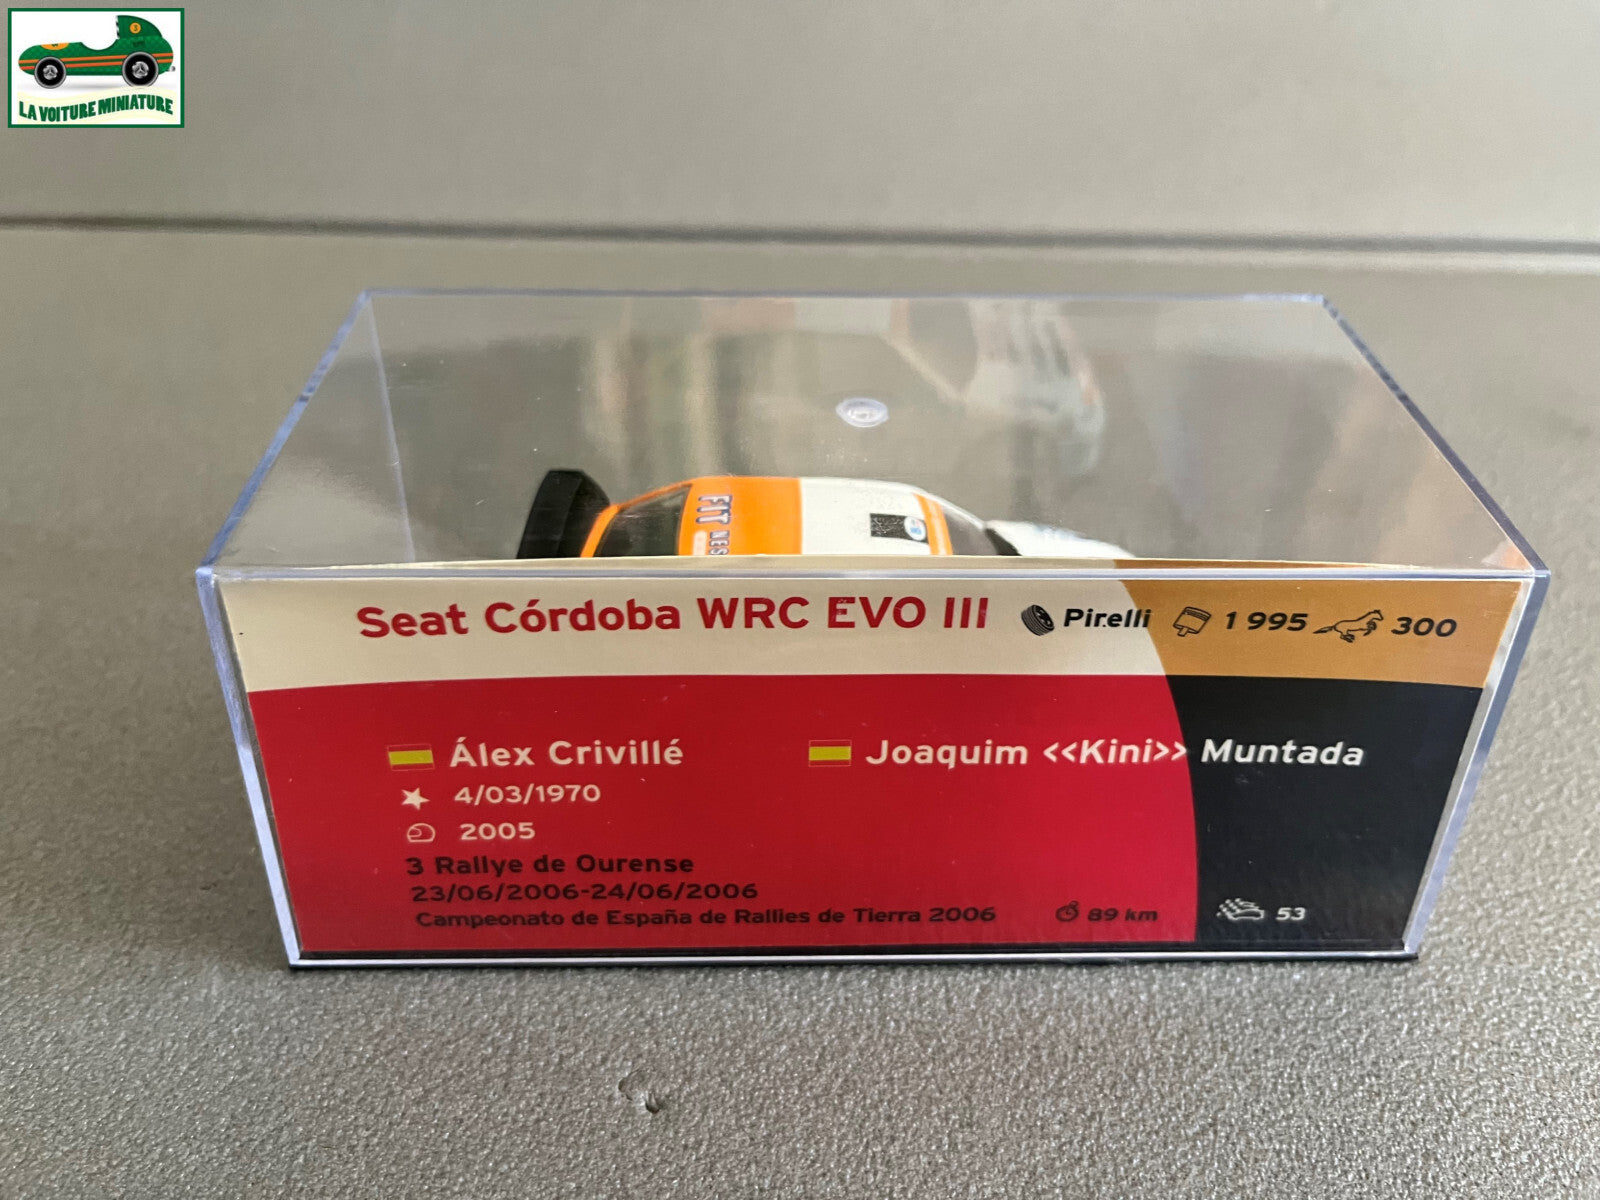 LA VOITURE MINIATURE
FIT NESS
Seat Córdoba WRC EVO III
Pirelli
1 995
300
Álex Crivillé
Joaquim <<Kini>> Muntada
4/03/1970
2005
3 Rallye de Ourense
23/06/2006-24/06/2006
Campeonato de España de Rallies de Tierra 2006
89 km
53